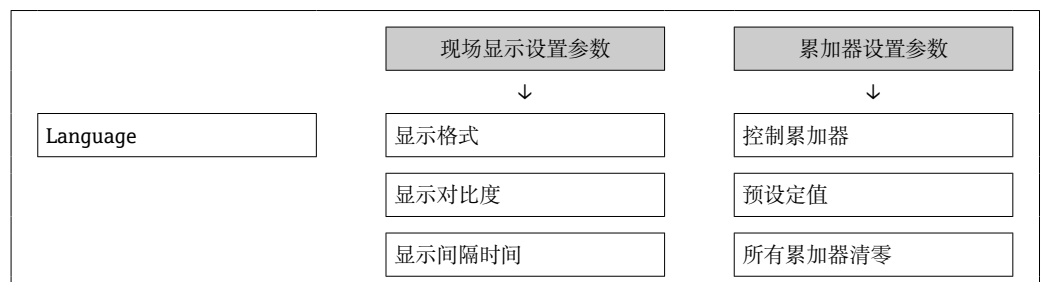 现场显示设置参数
累加器设置参数
↓
↓
Language
显示格式
控制累加器
显示对比度
预设定值
显示间隔时间
所有累加器清零